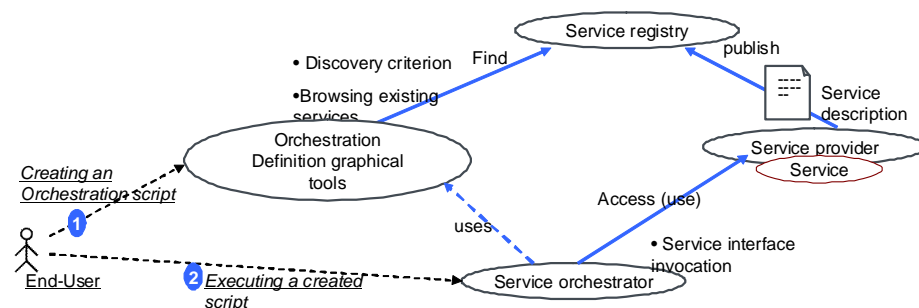 Service registry
Find
publish
• Discovery criterion
•Browsing existing
services
Service
description
Orchestration
Definition graphical
tools
Service provider
Service
Creating an
Orchestration script
1
Access (use)
uses
• Service interface
invocation
End-User
2
Executing a created
script
Service orchestrator